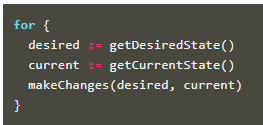 for {
  desired := getDesiredState()
  current := getCurrentState()
  makeChanges(desired, current)
}